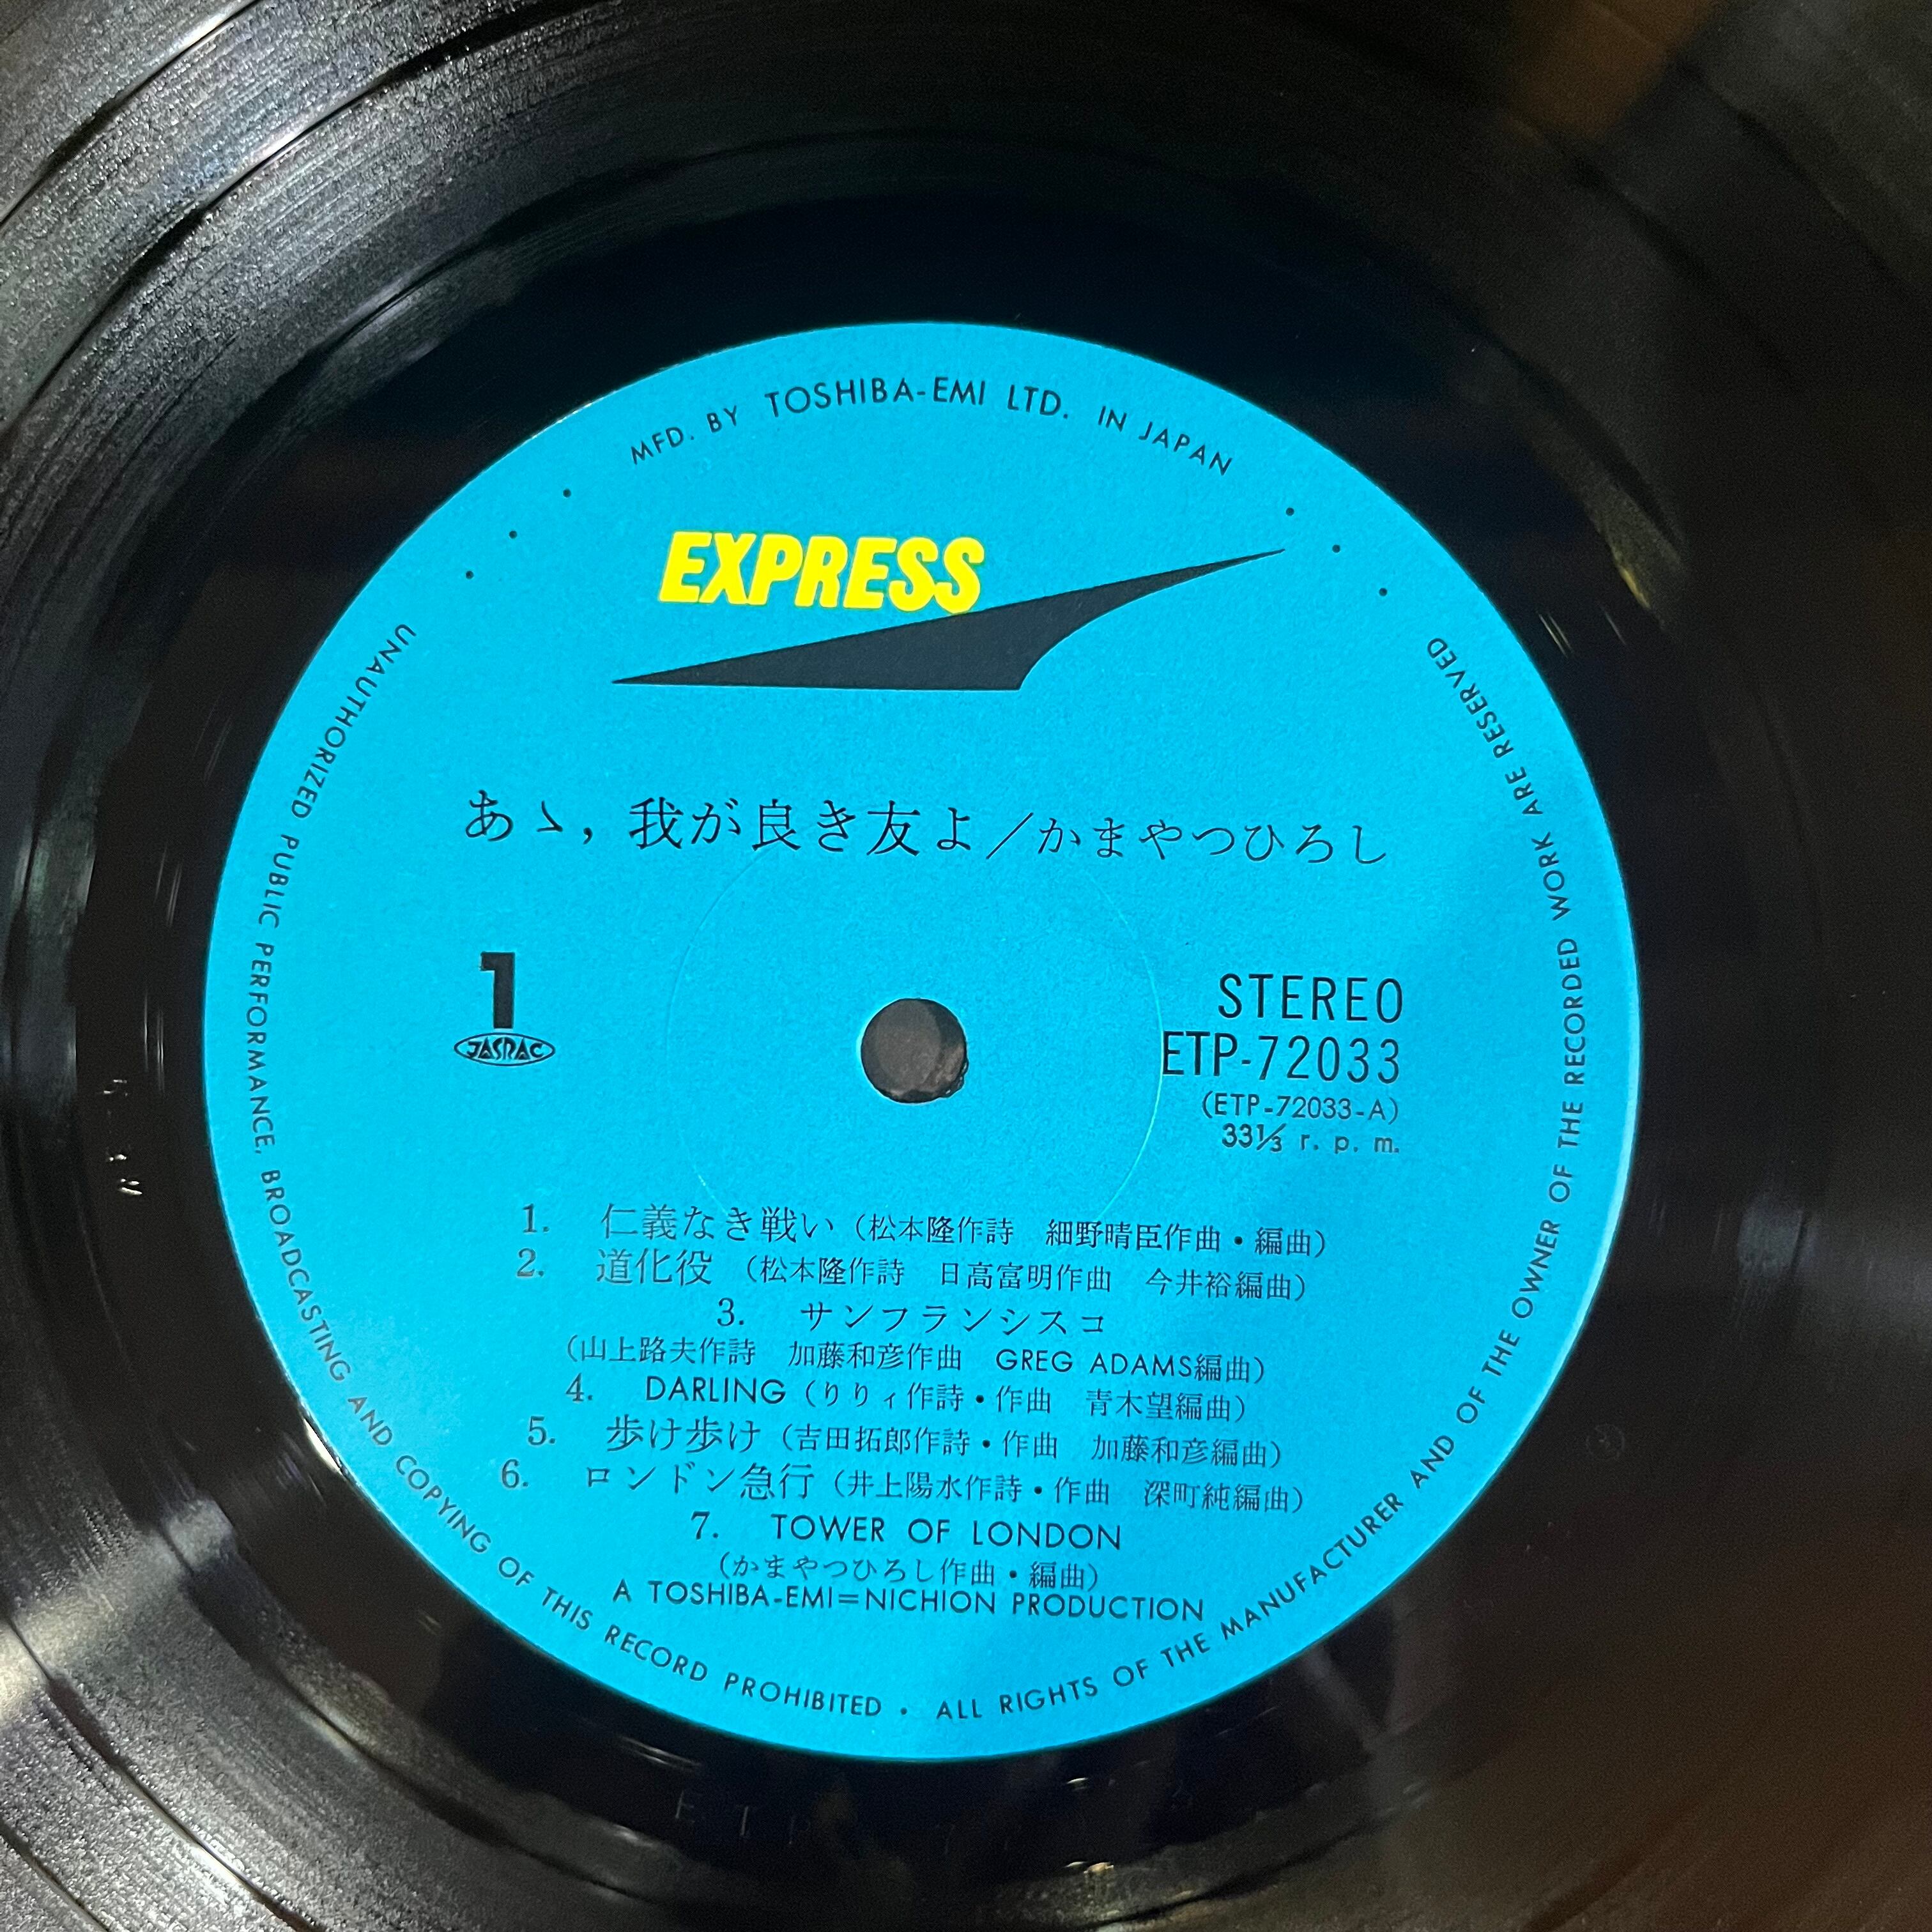 MFD. BY TOSHIBA-EMI LTD. IN JAPAN
EXPRESS
あゝ, 我が良き友よ／かまやつひろし
1
JASRAC
STEREO
ETP-72033
(ETP-72033-A)
33⅓ r. p. m.
1. 仁義なき戦い (松本隆作詩 細野晴臣作曲・編曲)
2. 道化役 (松本隆作詩 日高富明作曲 今井裕編曲)
3. サンフランシスコ
(山上路夫作詩 加藤和彦作曲 GREG ADAMS編曲)
4. DARLING (りりィ作詩・作曲 青木望編曲)
5. 歩け歩け (吉田拓郎作詩・作曲 加藤和彦編曲)
6. ロンドン急行 (井上陽水作詩・作曲 深町純編曲)
7. TOWER OF LONDON
(かまやつひろし作曲・編曲)
A TOSHIBA-EMI=NICHION PRODUCTION
UNAUTHORIZED PUBLIC PERFORMANCE, BROADCASTING AND COPYING OF THIS RECORD PROHIBITED • ALL RIGHTS OF THE MANUFACTURER AND OF THE OWNER OF THE RECORDED WORK ARE RESERVED